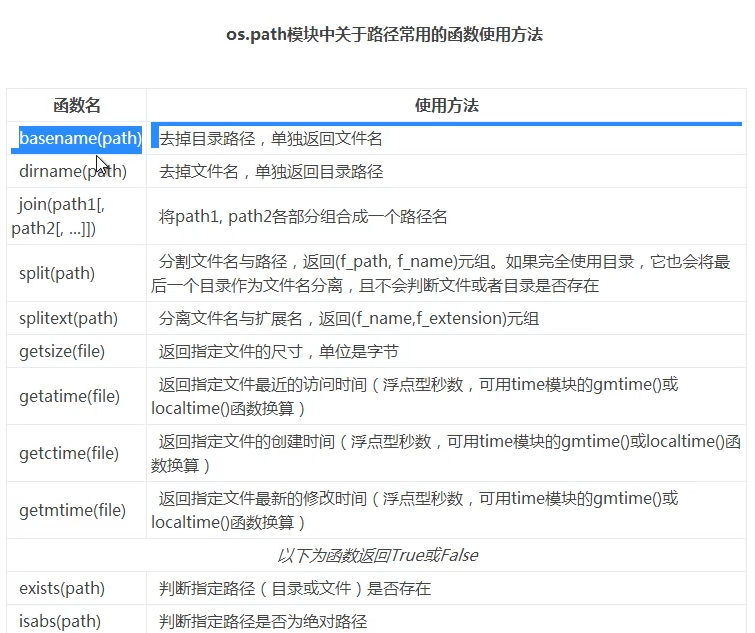 os.path模块中关于路径常用的函数使用方法
函数名 使用方法
basename(path) 去掉目录路径，单独返回文件名
dirname(path) 去掉文件名，单独返回目录路径
join(path1[,
path2[, ...]]) 将path1, path2各部分组合成一个路径名
split(path) 分割文件名与路径，返回(f_path, f_name)元组。如果完全使用目录，它也会将最
后一个目录作为文件名分离，且不会判断文件或者目录是否存在
splitext(path) 分离文件名与扩展名，返回(f_name,f_extension)元组
getsize(file) 返回指定文件的尺寸，单位是字节
getatime(file) 返回指定文件最近的访问时间（浮点型秒数，可用time模块的gmtime()或
localtime()函数换算）
getctime(file) 返回指定文件的创建时间（浮点型秒数，可用time模块的gmtime()或localtime()函
数换算）
getmtime(file) 返回指定文件最新的修改时间（浮点型秒数，可用time模块的gmtime()或
localtime()函数换算）
以下为函数返回True或False
exists(path) 判断指定路径（目录或文件）是否存在
isabs(path) 判断指定路径是否为绝对路径